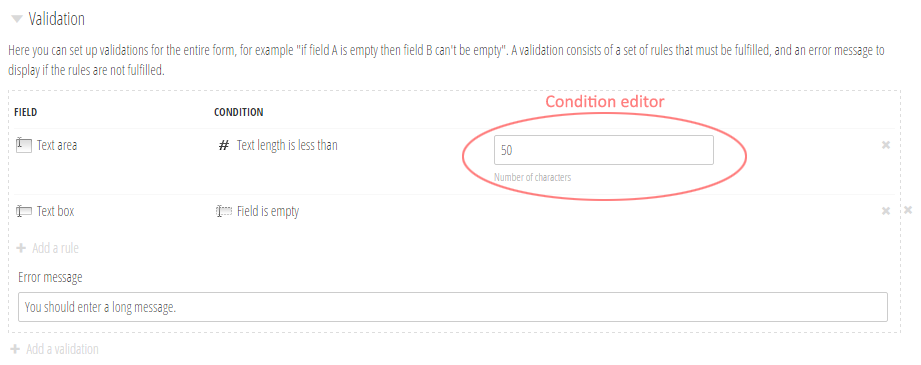 Validation
Here you can set up validations for the entire form, for example "if field A is empty then field B can't be empty". A validation consists of a set of rules that must be fulfilled, and an error message to
display if the rules are not fulfilled.
Condition editor
FIELD CONDITION
Text area # Text length is less than 50
Number of characters
Text box Field is empty
Add a rule
Error message
You should enter a long message.
Add a validation